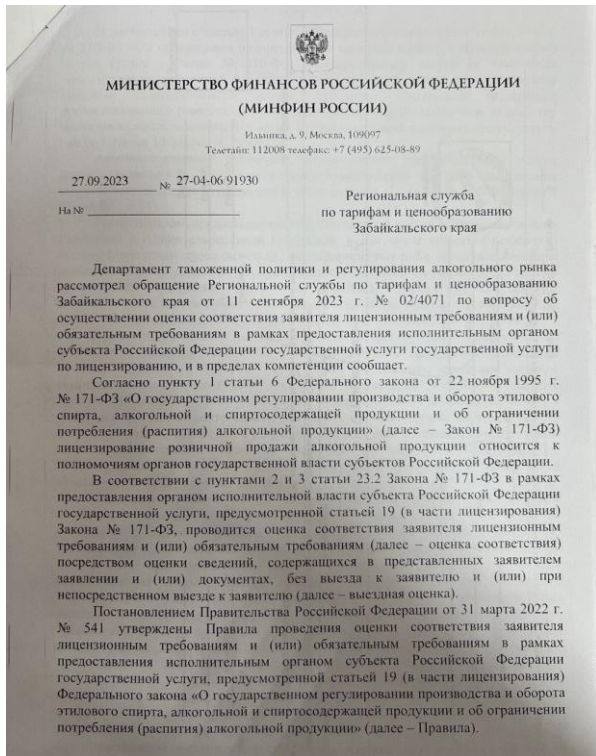 МИНИСТЕРСТВО ФИНАНСОВ РОССИЙСКОЙ ФЕДЕРАЦИИ
(МИНФИН РОССИИ)
Ильинка, д. 9, Москва, 109097
Телетайп: 112008 телефакс: +7 (495) 625-08-89
27.09.2023 № 27-04-06/91930
На №
Региональная служба
по тарифам и ценообразованию
Забайкальского края
Департамент таможенной политики и регулирования алкогольного рынка
рассмотрел обращение Региональной службы по тарифам и ценообразованию
Забайкальского края от 11 сентября 2023 г. № 02/4071 по вопросу об
осуществлении оценки соответствия заявителя лицензионным требованиям и (или)
обязательным требованиям в рамках предоставления исполнительным органом
субъекта Российской Федерации государственной услуги государственной услуги
по лицензированию, и в пределах компетенции сообщает.
Согласно пункту 1 статьи 6 Федерального закона от 22 ноября 1995 г.
№ 171-ФЗ «О государственном регулировании производства и оборота этилового
спирта, алкогольной и спиртосодержащей продукции и об ограничении
потребления (распития) алкогольной продукции» (далее – Закон № 171-ФЗ)
лицензирование розничной продажи алкогольной продукции относится к
полномочиям органов государственной власти субъектов Российской Федерации.
В соответствии с пунктами 2 и 3 статьи 23.2 Закона № 171-ФЗ в рамках
предоставления органом исполнительной власти субъекта Российской Федерации
государственной услуги, предусмотренной статьей 19 (в части лицензирования)
Закона № 171-ФЗ, проводится оценка соответствия заявителя лицензионным
требованиям и (или) обязательным требованиям (далее – оценка соответствия)
посредством оценки сведений, содержащихся в представленных заявителем
заявлении и (или) документах, без выезда к заявителю и (или) при
непосредственном выезде к заявителю (далее – выездная оценка).
Постановлением Правительства Российской Федерации от 31 марта 2022 г.
№ 541 утверждены Правила проведения оценки соответствия заявителя
лицензионным требованиям и (или) обязательным требованиям в рамках
предоставления исполнительным органом субъекта Российской Федерации
государственной услуги, предусмотренной статьей 19 (в части лицензирования)
Федерального закона «О государственном регулировании производства и оборота
этилового спирта, алкогольной и спиртосодержащей продукции и об ограничении
потребления (распития) алкогольной продукции» (далее – Правила).